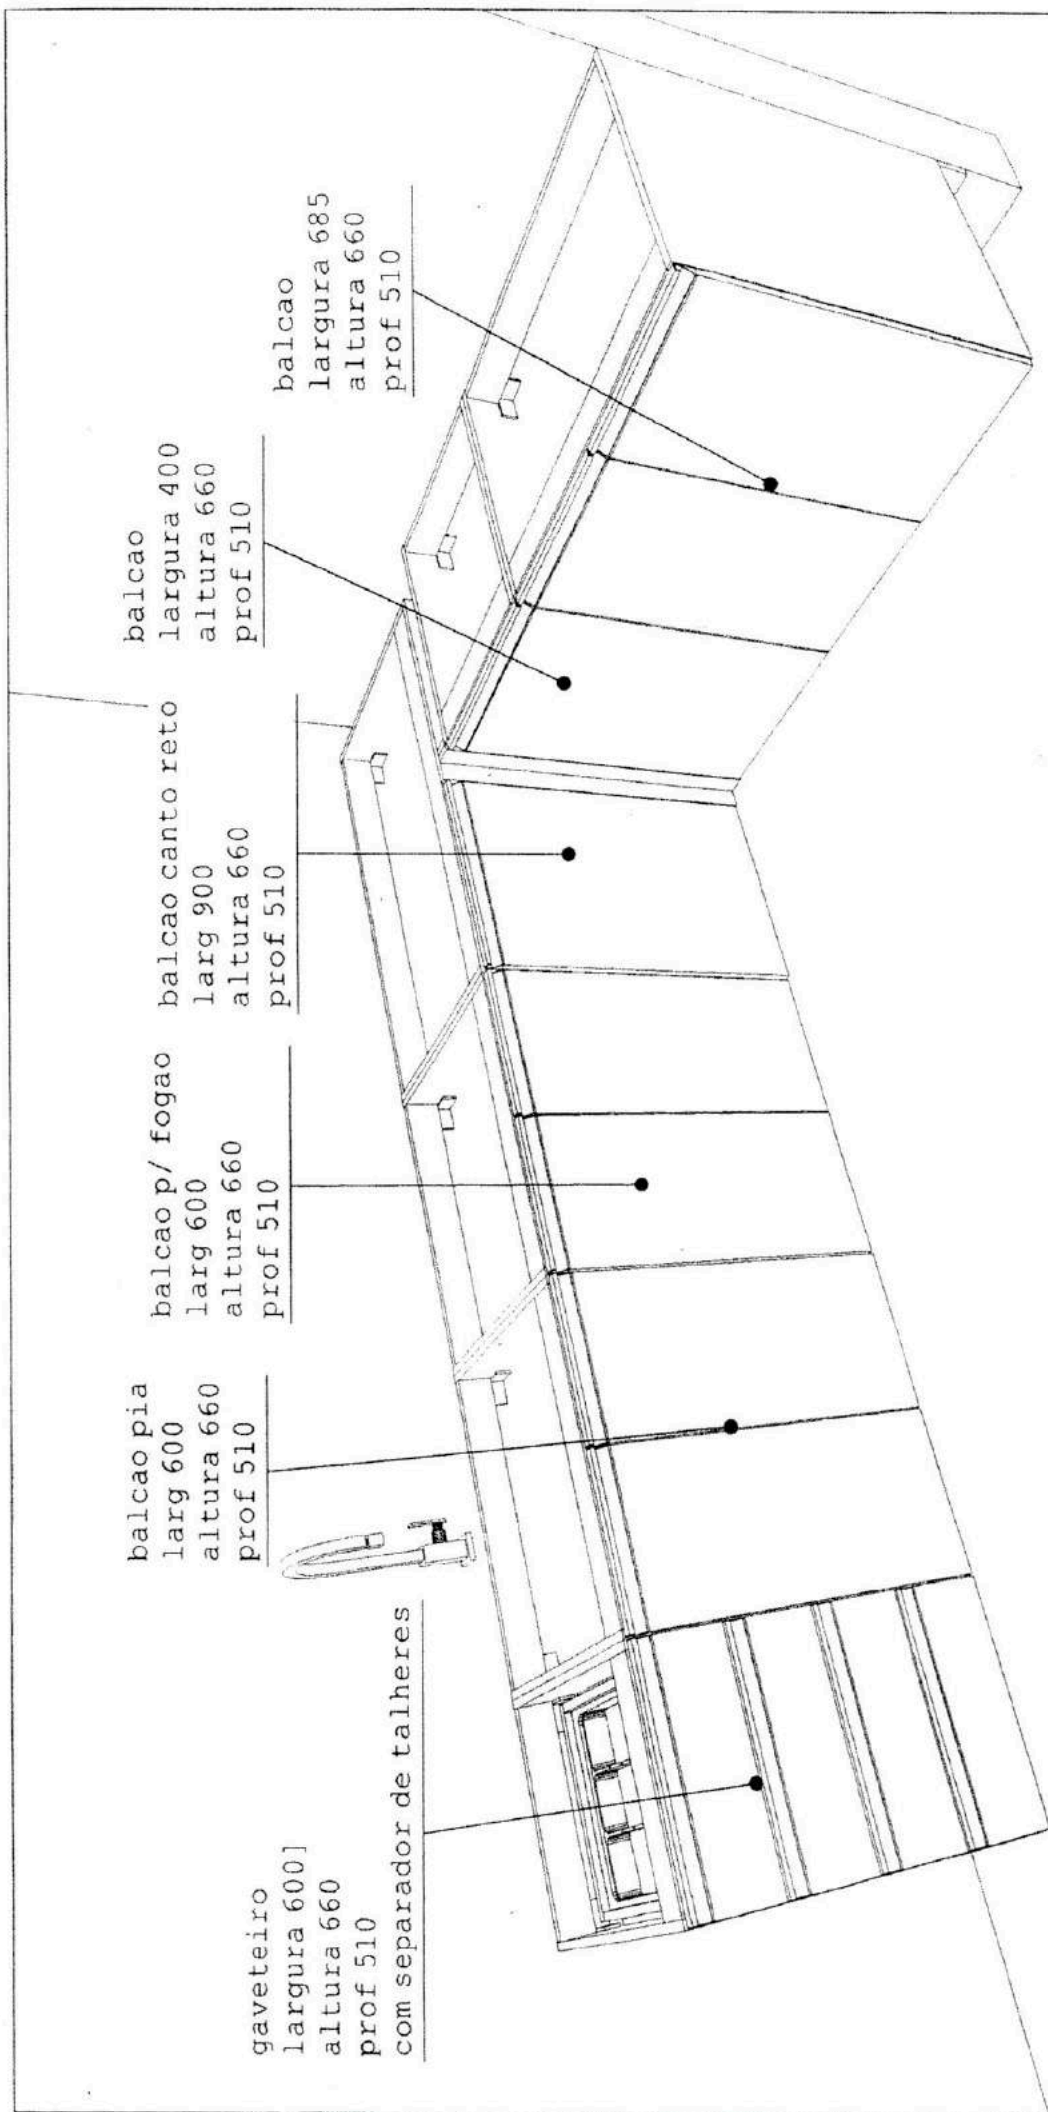 gaveteiro
largura 600]
altura 660
prof 510
com separador de talheres
balcao pia
larg 600
altura 660
prof 510
balcao p/ fogao
larg 600
altura 660
prof 510
balcao canto reto
larg 900
altura 660
prof 510
balcao
largura 400
altura 660
prof 510
balcao
largura 685
altura 660
prof 510